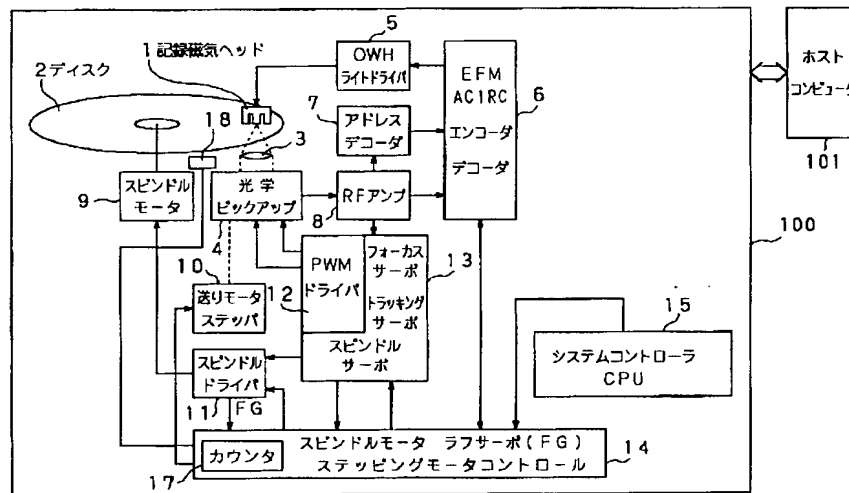 1記録磁気ヘッド
2ディスク
18
3
5
OWH
ライトドライバ
7
アドレス
デコーダ
EFM
ACIRC
エンコーダ
デコーダ
6
ホスト
コンピュータ
101
9
スピンドル
モータ
光学
ピックアップ
4
RFアンプ
8
100
10
送りモータ
ステッパ
12
PWM
ドライバ
フォーカス
サーボ
トラッキング
サーボ
スピンドル
サーボ
13
15
システムコントローラ
CPU
スピンドル
ドライバ
11
FG
スピンドルモータ ラフサーボ(FG)
ステッピングモータコントロール
カウンタ
17
14